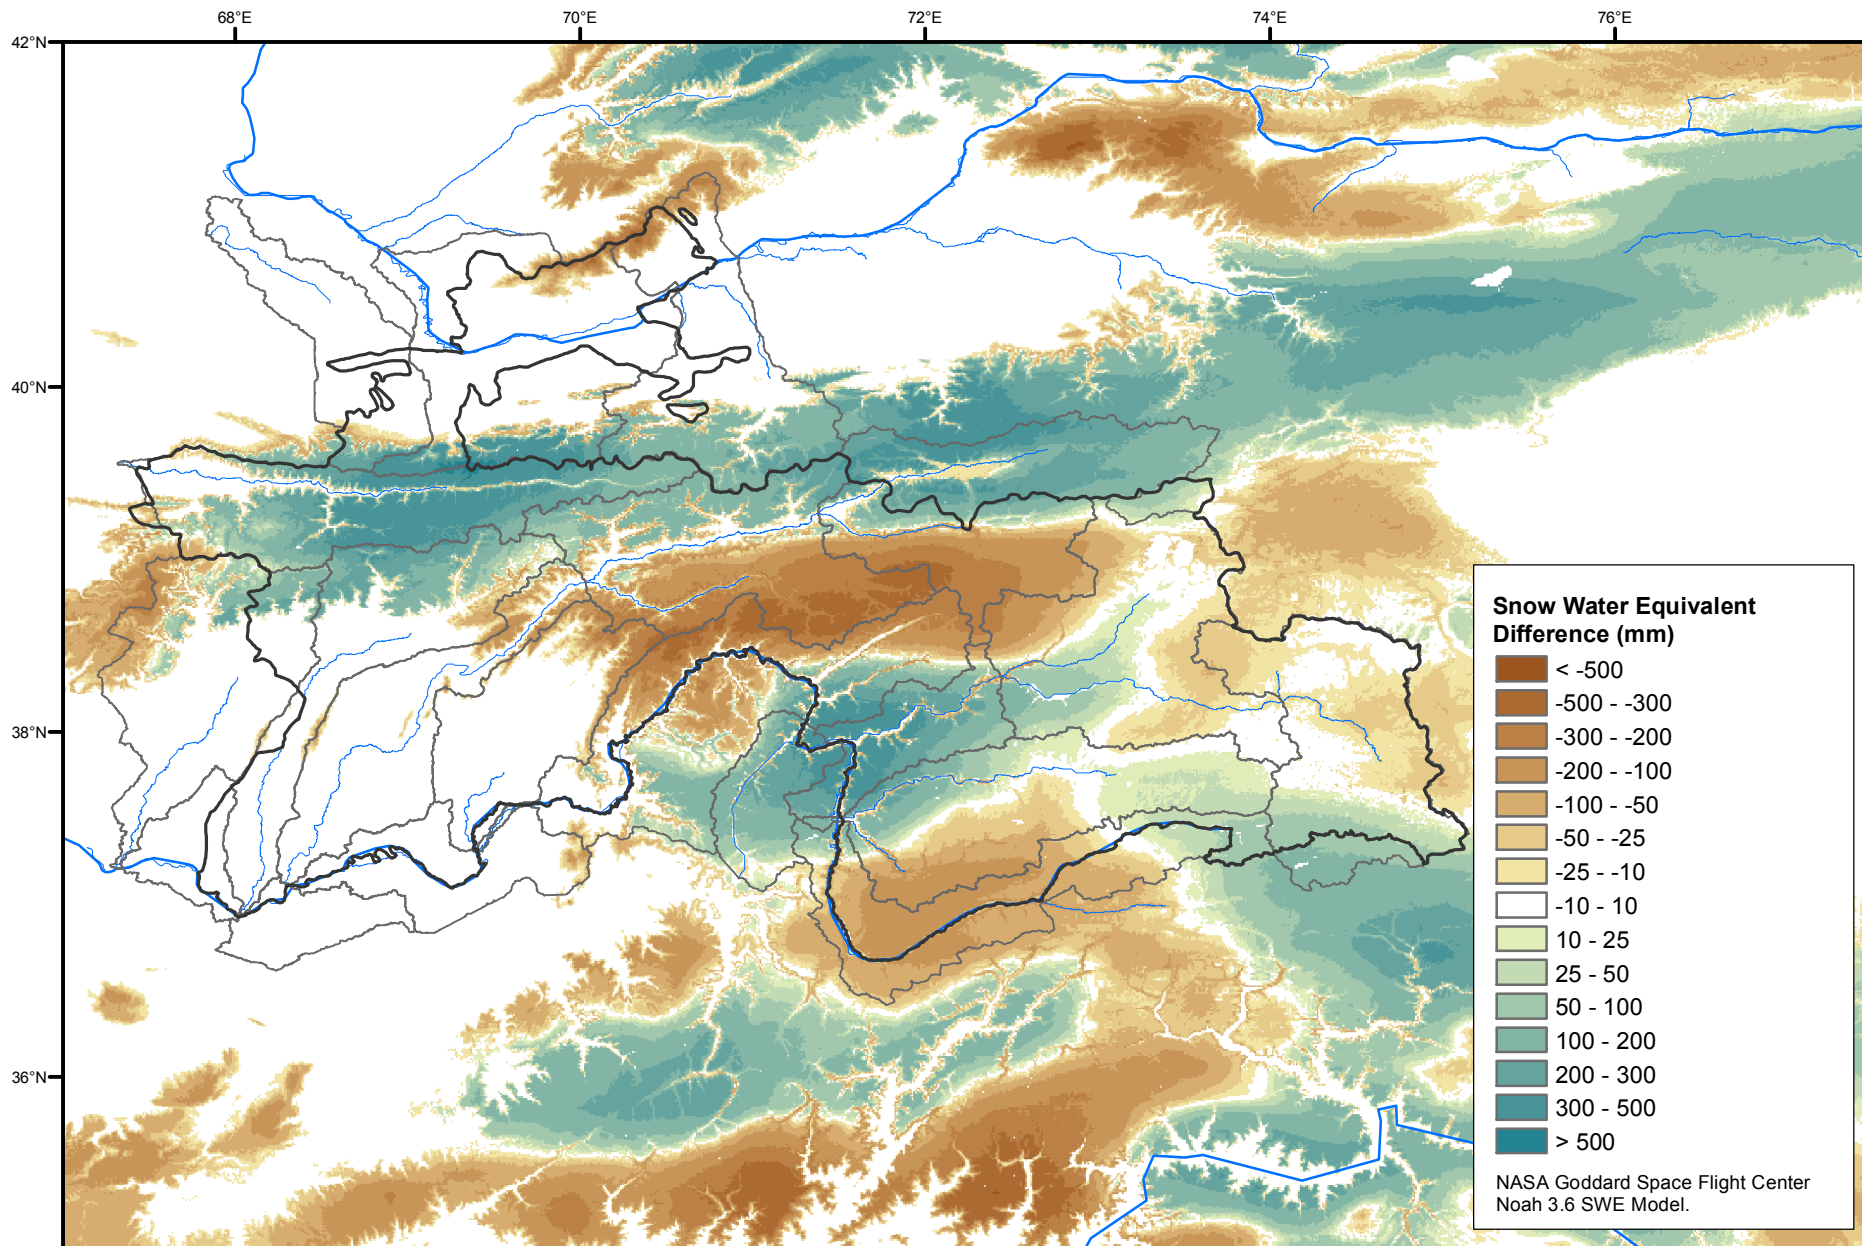 68°E
70°E
72°E
74°E
76°E
42°N
40°N
38°N
36°N
Snow Water Equivalent
Difference (mm)
< -500
-500 - -300
-300 - -200
-200 - -100
-100 - -50
-50 - -25
-25 - -10
-10 - 10
10 - 25
25 - 50
50 - 100
100 - 200
200 - 300
300 - 500
> 500
NASA Goddard Space Flight Center
Noah 3.6 SWE Model.